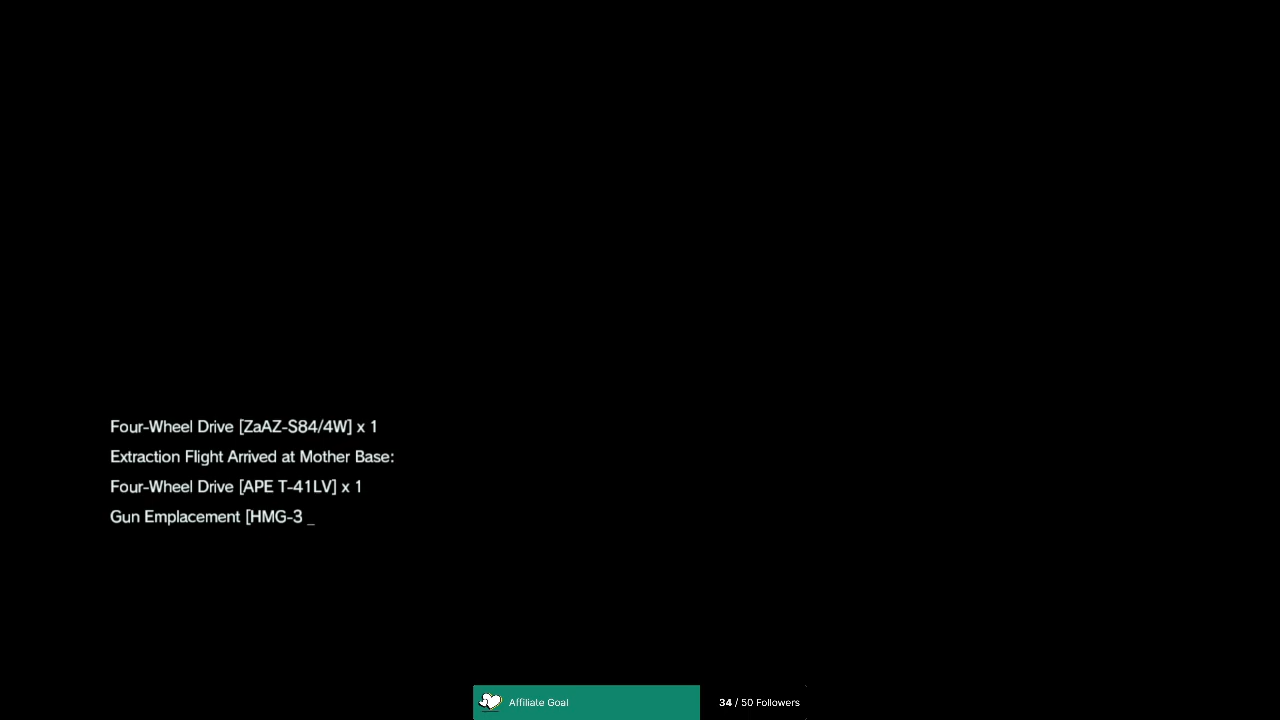 Four-Wheel Drive [ZaAZ-S84/4W] x 1
Extraction Flight Arrived at Mother Base:
Four-Wheel Drive [APE T-41LV] x 1
Gun Emplacement [HMG-3 _
Affiliate Goal
34 / 50 Followers